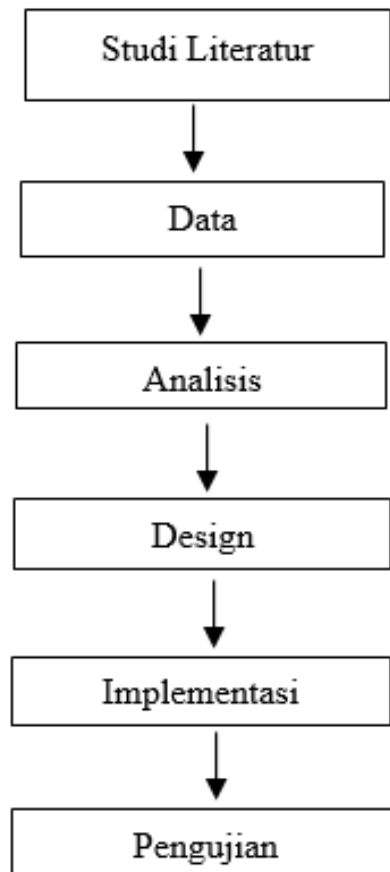 Studi Literatur
Data
Analisis
Design
Implementasi
Pengujian